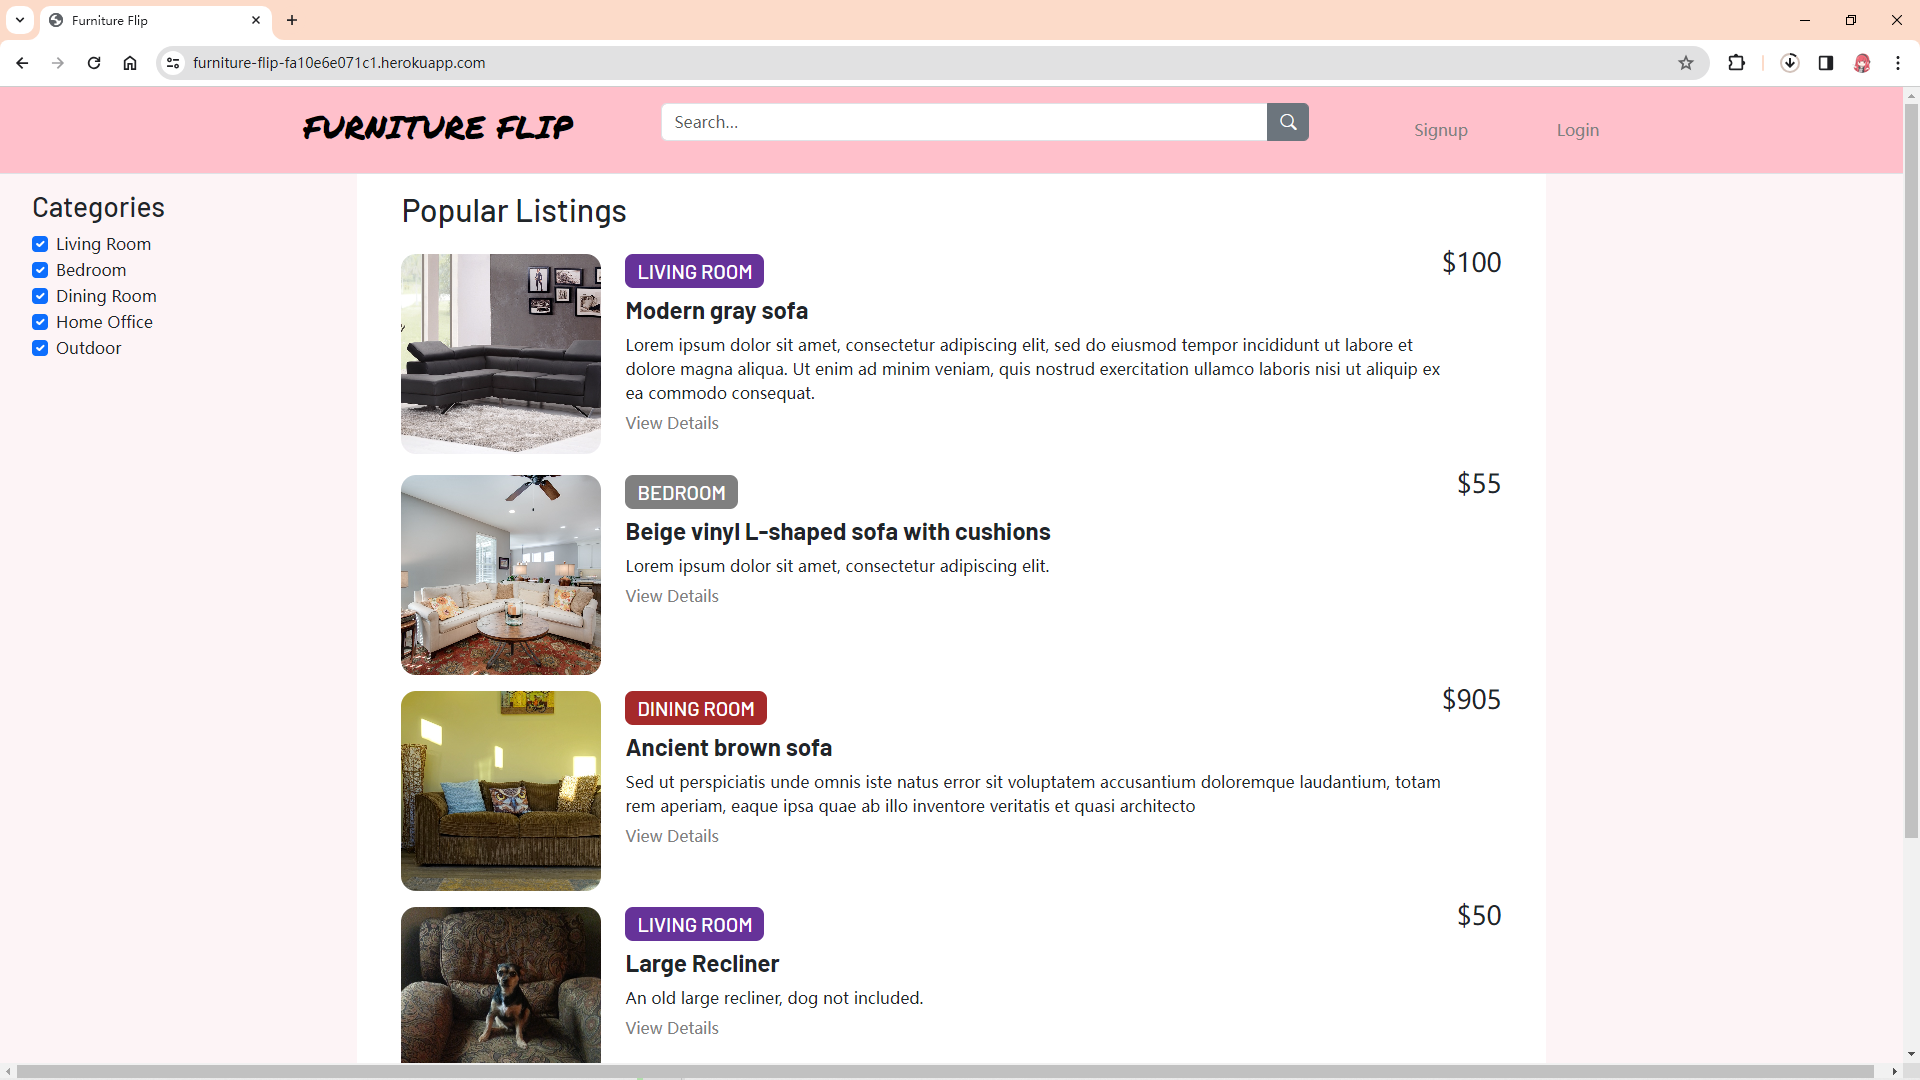 Furniture Flip
furniture-flip-fa10e6e071c1.herokuapp.com
FURNITURE FLIP
Search...
Signup
Login
Categories
Living Room
Bedroom
Dining Room
Home Office
Outdoor
Popular Listings
LIVING ROOM
$100
Modern gray sofa
Lorem ipsum dolor sit amet, consectetur adipiscing elit, sed do eiusmod tempor incididunt ut labore et
dolore magna aliqua. Ut enim ad minim veniam, quis nostrud exercitation ullamco laboris nisi ut aliquip ex
ea commodo consequat.
View Details
BEDROOM
$55
Beige vinyl L-shaped sofa with cushions
Lorem ipsum dolor sit amet, consectetur adipiscing elit.
View Details
DINING ROOM
$905
Ancient brown sofa
Sed ut perspiciatis unde omnis iste natus error sit voluptatem accusantium doloremque laudantium, totam
rem aperiam, eaque ipsa quae ab illo inventore veritatis et quasi architecto
View Details
LIVING ROOM
$50
Large Recliner
An old large recliner, dog not included.
View Details